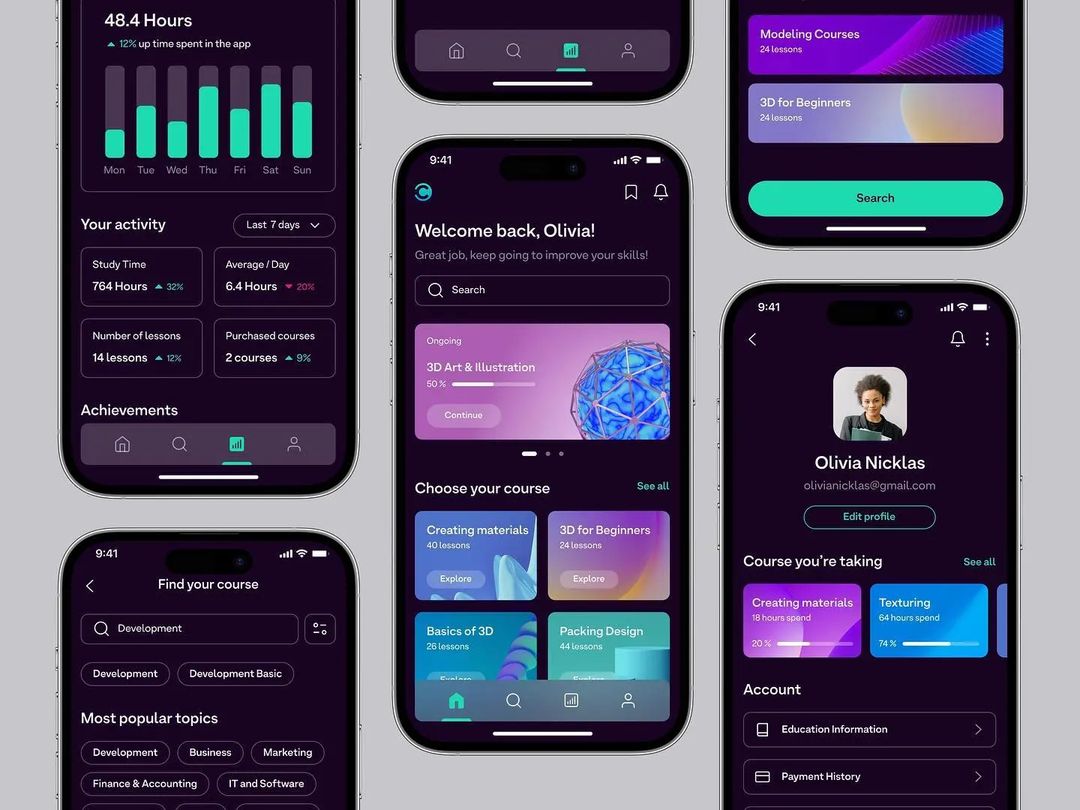 48.4 Hours
12% up time spent in the app
Mon Tue Wed Thu Fri Sat Sun
Your activity
Last 7 days
Study Time
764 Hours 32%
Average / Day
6.4 Hours 20%
Number of lessons
14 lessons 12%
Purchased courses
2 courses 9%
Achievements
9:41
Find your course
Development
Development
Development Basic
Most popular topics
Development
Business
Marketing
Finance & Accounting
IT and Software
9:41
Welcome back, Olivia!
Great job, keep going to improve your skills!
Search
Ongoing
3D Art & Illustration
50 %
Continue
Choose your course
See all
Creating materials
40 lessons
Explore
3D for Beginners
24 lessons
Explore
Basics of 3D
26 lessons
Explore
Packing Design
44 lessons
Explore
Modeling Courses
24 lessons
3D for Beginners
24 lessons
Search
9:41
Olivia Nicklas
olivianicklas@gmail.com
Edit profile
Course you're taking
See all
Creating materials
18 hours spend
20 %
Texturing
64 hours spend
74 %
Account
Education Information
Payment History